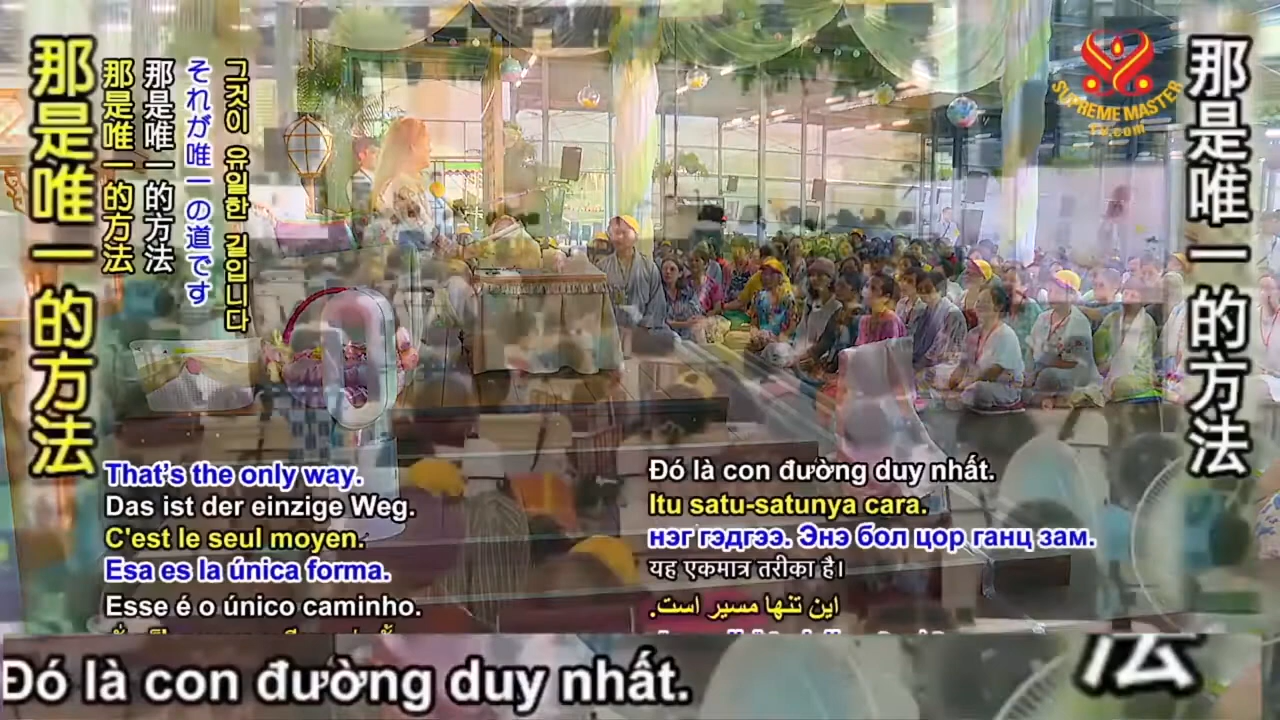 那是唯一的方法
那是唯一的方法
那是唯一的方法
それが唯一の道です
그것이 유일한 길입니다
SUPREME MASTER
TV.com
那是唯一的方法
That's the only way.
Das ist der einzige Weg.
C'est le seul moyen.
Esa es la única forma.
Esse é o único caminho.
Đó là con đường duy nhất.
Itu satu-satunya cara.
нэг гэдгээ. Энэ бол цор ганц зам.
यह एकमात्र तरीका है।
این تنها مسیر است.
Đó là con đường duy nhất.
法